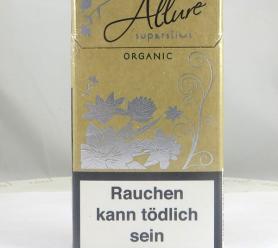 Allure
superslims
ORGANIC
Rauchen
kann tödlich
sein